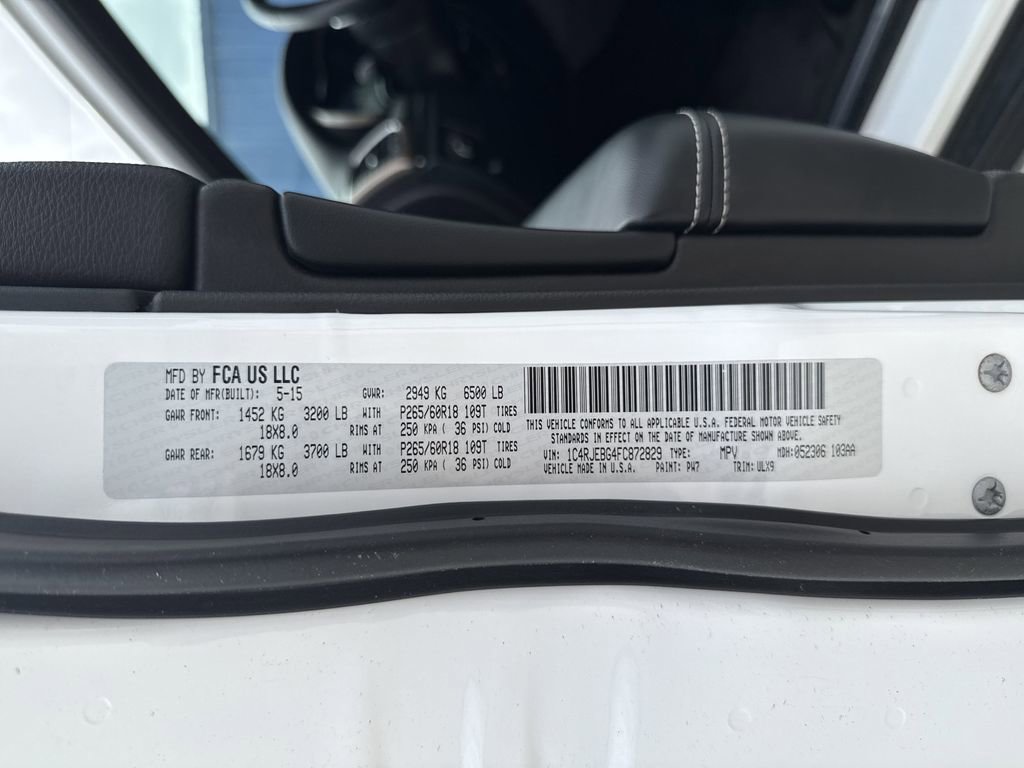 MFD BY FCA US LLC
DATE OF MFR(BUILT): 5-15 GVWR: 2949 KG 6500 LB
GAWR FRONT: 1452 KG 3200 LB WITH P265/60R18 109T TIRES
18X8.0 RIMS AT 250 KPA ( 36 PSI) COLD
GAWR REAR: 1679 KG 3700 LB WITH P265/60R18 109T TIRES
18X8.0 RIMS AT 250 KPA ( 36 PSI) COLD
THIS VEHICLE CONFORMS TO ALL APPLICABLE U.S.A. FEDERAL MOTOR VEHICLE SAFETY
STANDARDS IN EFFECT ON THE DATE OF MANUFACTURE SHOWN ABOVE.
VIN: 1C4RJEBG4FC872829 TYPE: MPV MDH:052306 103AA
VEHICLE MADE IN U.S.A. PAINT: PW7 TRIM: ULX9